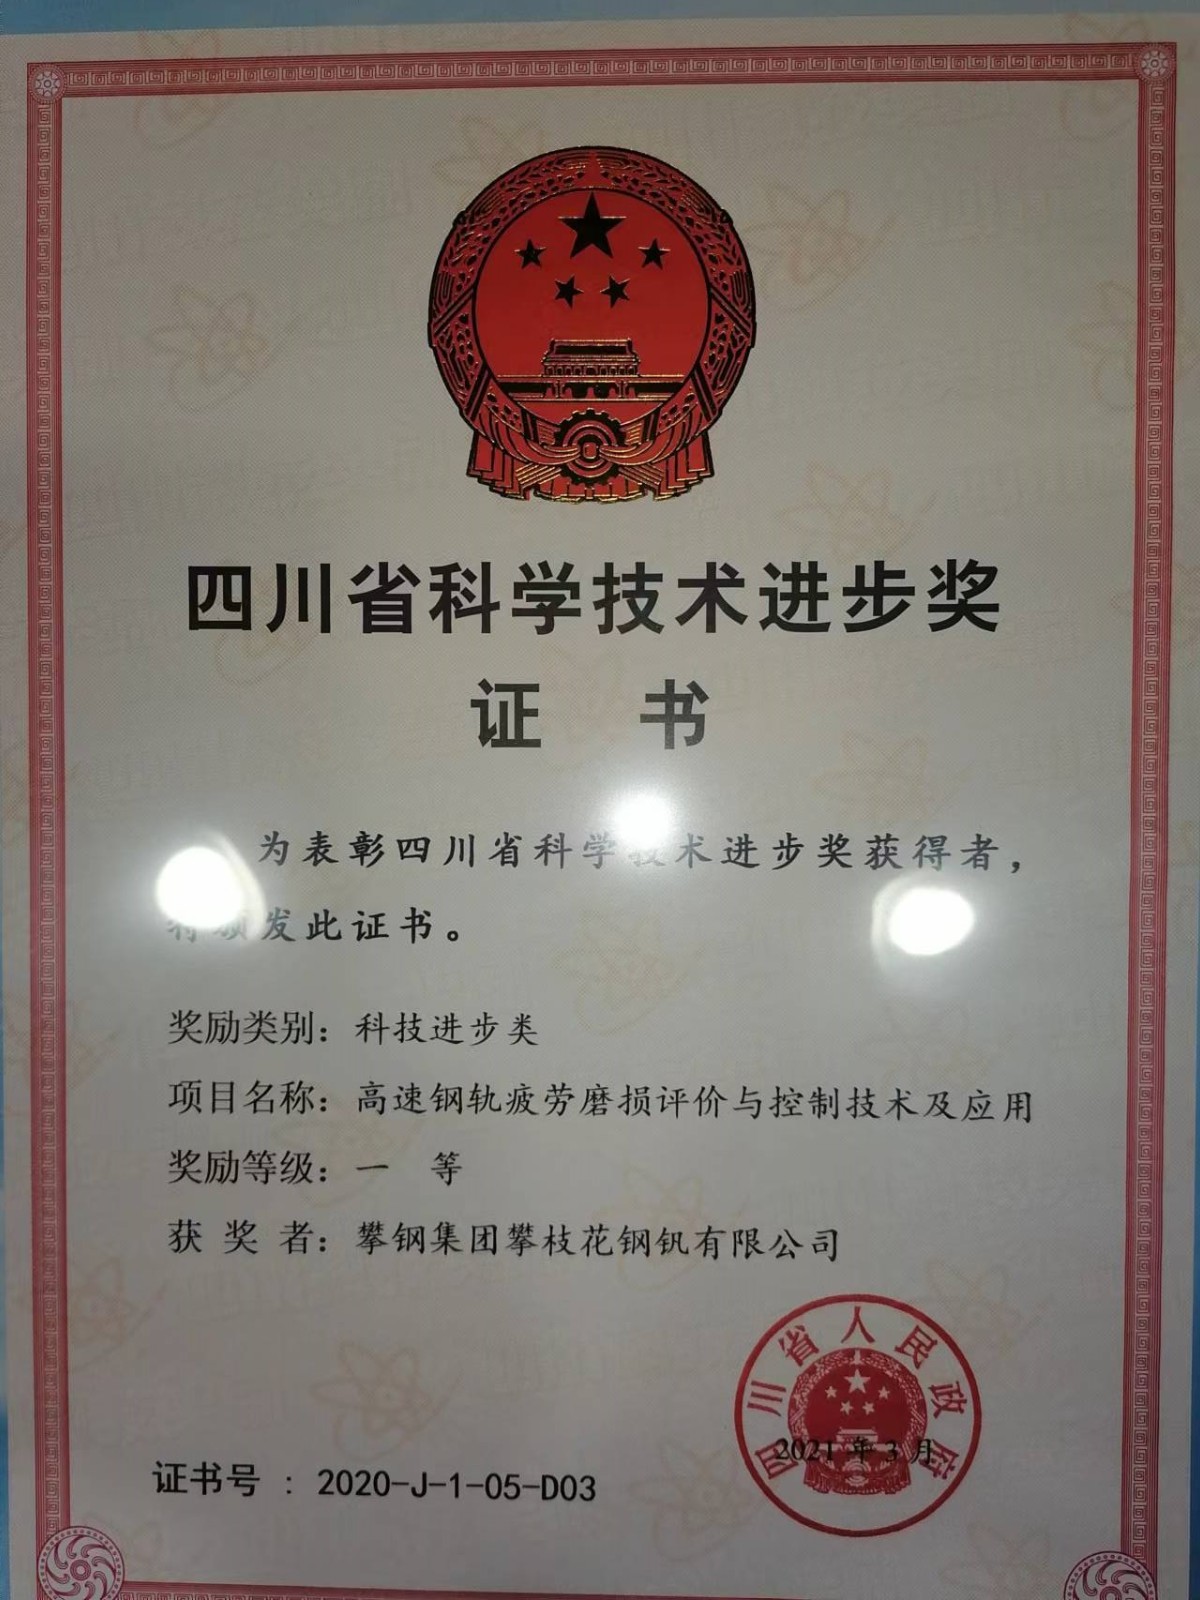 四川省科学技术进步奖
证 书
为表彰四川省科学技术进步奖获得者，
特颁发此证书。
奖励类别：科技进步类
项目名称：高速钢轨疲劳磨损评价与控制技术及应用
奖励等级：一 等
获 奖 者：攀钢集团攀枝花钢钒有限公司
四川省人民政府
2021 年 3 月
证书号 : 2020-J-1-05-D03